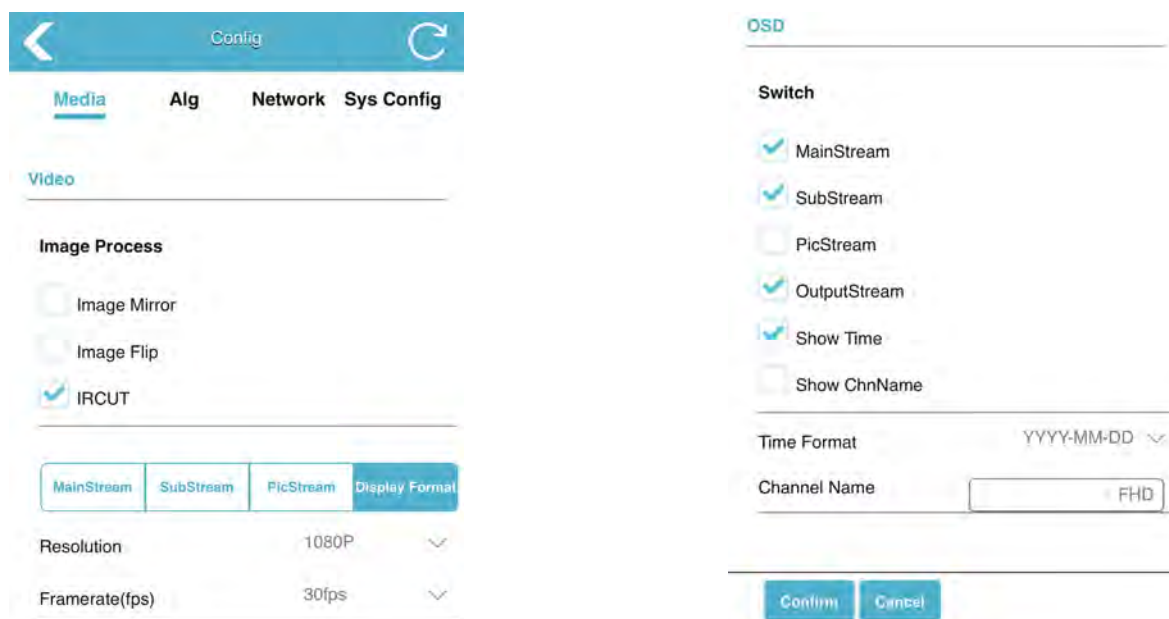 Config
Media Alg Network Sys Config
Video
Image Process
Image Mirror
Image Flip
IRCUT
MainStream SubStream PicStream Display Format
Resolution 1080P
Framerate(fps) 30fps
OSD
Switch
MainStream
SubStream
PicStream
OutputStream
Show Time
Show ChnName
Time Format YYYY-MM-DD
Channel Name FHD
Confirm Cancel